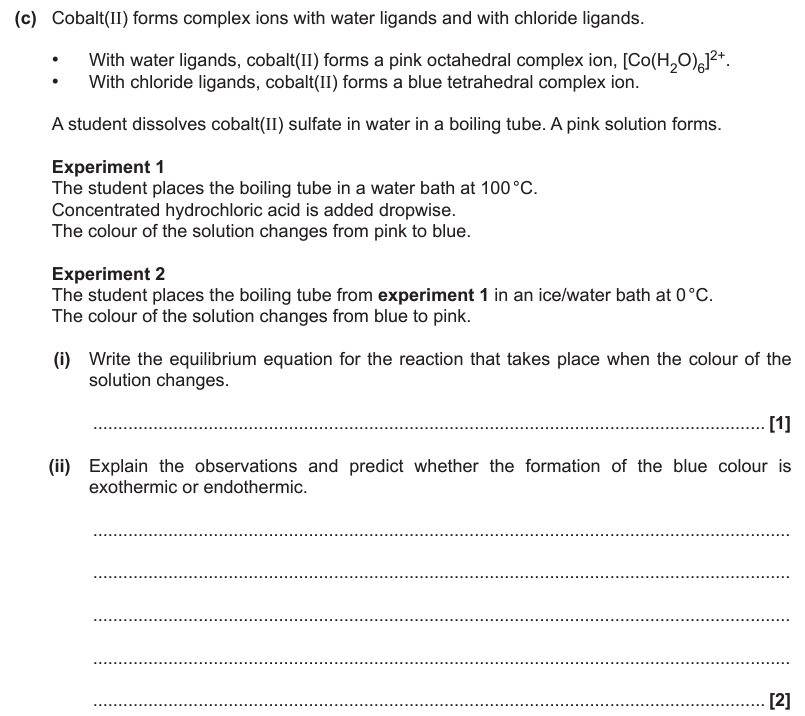 (c) Cobalt(II) forms complex ions with water ligands and with chloride ligands.
• With water ligands, cobalt(II) forms a pink octahedral complex ion, [Co(H₂O)₆]²⁺.
• With chloride ligands, cobalt(II) forms a blue tetrahedral complex ion.
A student dissolves cobalt(II) sulfate in water in a boiling tube. A pink solution forms.
Experiment 1
The student places the boiling tube in a water bath at 100 °C.
Concentrated hydrochloric acid is added dropwise.
The colour of the solution changes from pink to blue.
Experiment 2
The student places the boiling tube from experiment 1 in an ice/water bath at 0 °C.
The colour of the solution changes from blue to pink.
(i) Write the equilibrium equation for the reaction that takes place when the colour of the
solution changes.
[1]
(ii) Explain the observations and predict whether the formation of the blue colour is
exothermic or endothermic.
[2]